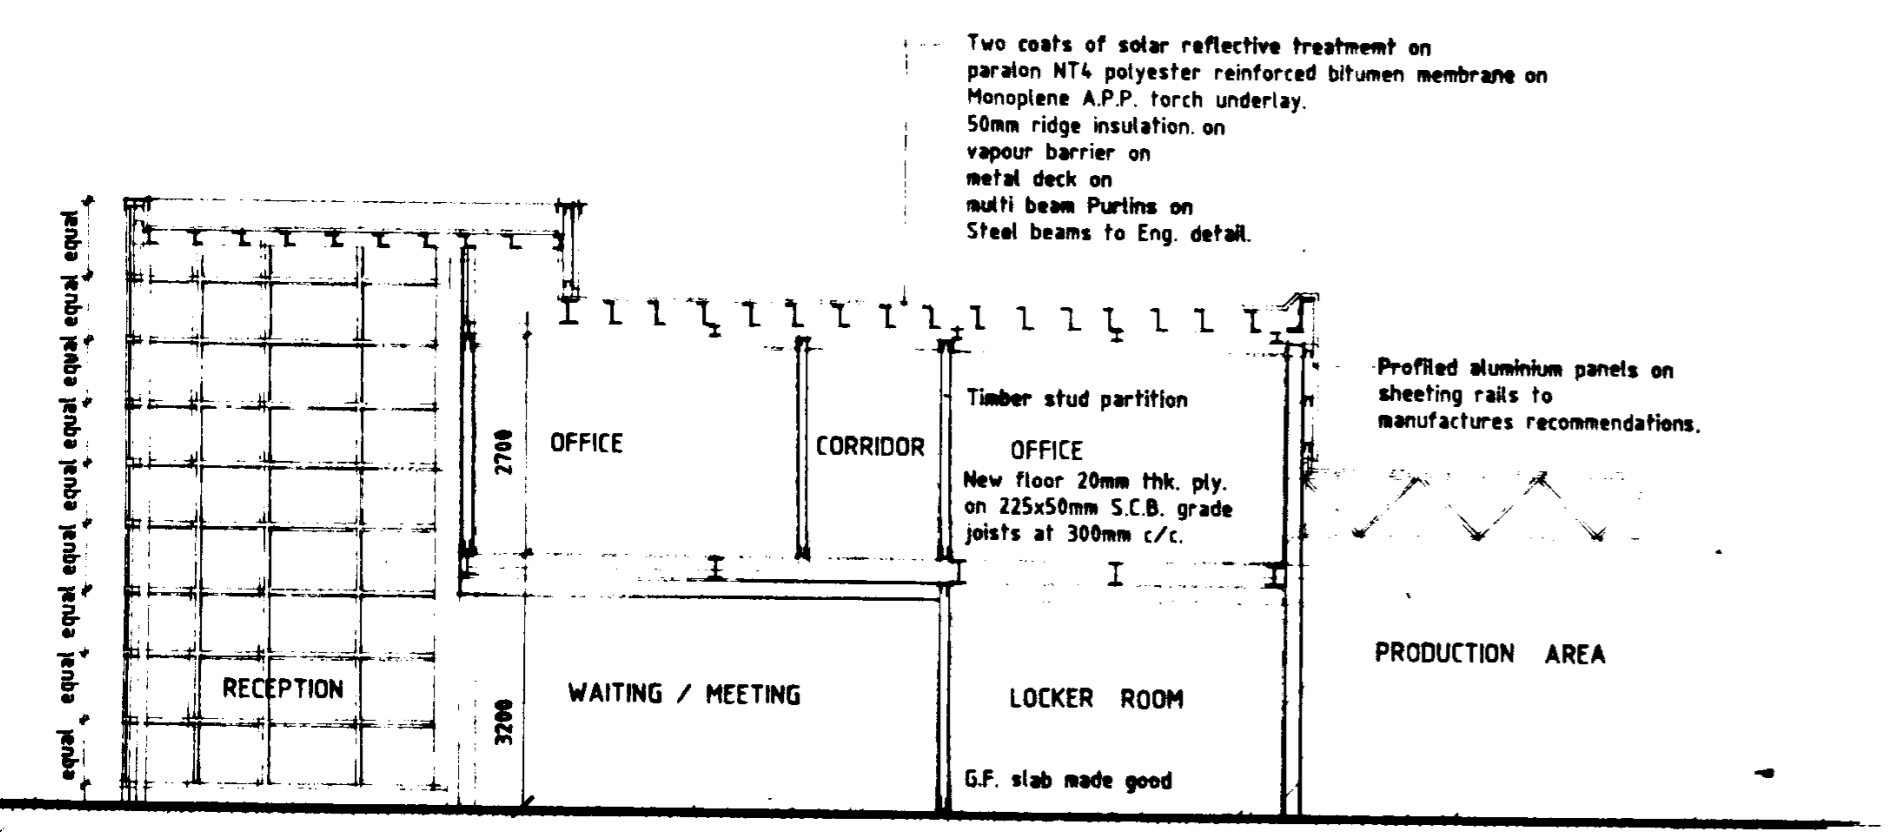 Two coats of solar reflective treatmemt on
paralon NT4 polyester reinforced bitumen membrane on
Monoplene A.P.P. torch underlay.
50mm ridge insulation. on
vapour barrier on
metal deck on
multi beam Purlins on
Steel beams to Eng. detail.
equal
equal
equal
equal
equal
equal
equal
equal
equal
Profiled aluminium panels on
sheeting rails to
manufactures recommendations.
Timber stud partition
2700
OFFICE
CORRIDOR
OFFICE
New floor 20mm thk. ply.
on 225x50mm S.C.B. grade
joists at 300mm c/c.
PRODUCTION AREA
RECEPTION
WAITING / MEETING
LOCKER ROOM
3200
G.F. slab made good